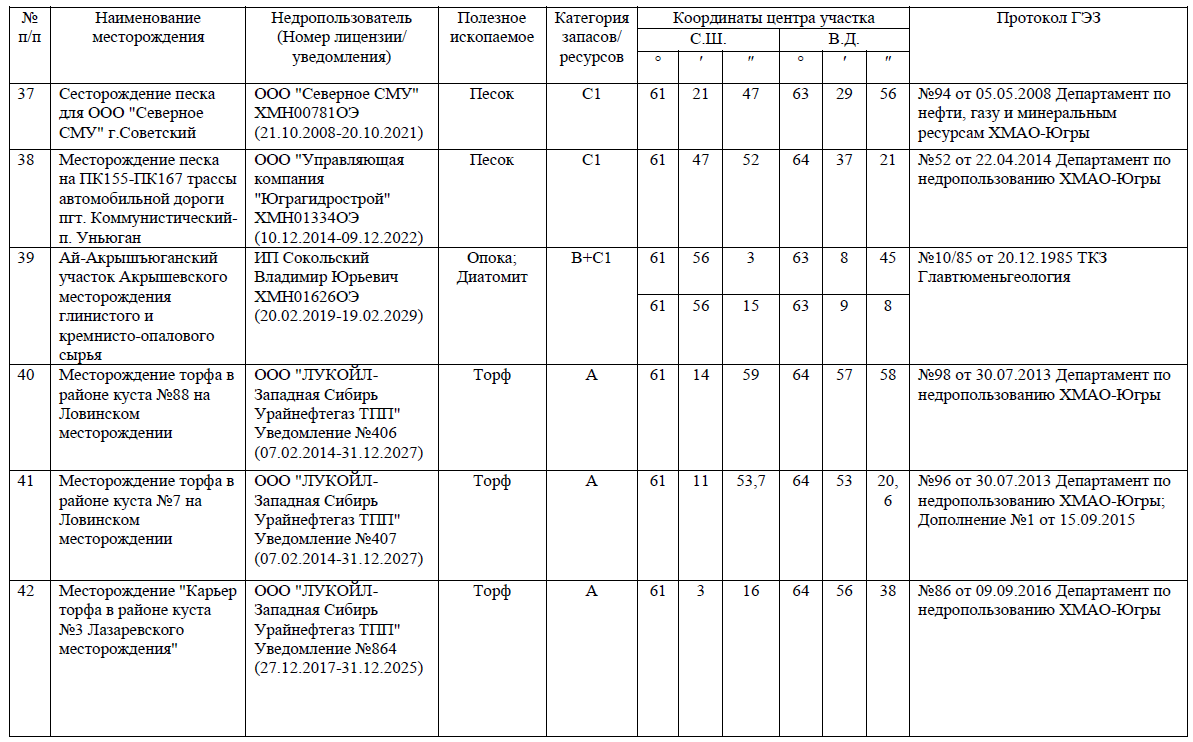 №
п/п
Наименование
месторождения
Недропользователь
(Номер лицензии/
уведомления)
Полезное
ископаемое
Категория
запасов/
ресурсов
Координаты центра участка
С.Ш.
В.Д.
° ′ ″ ° ′ ″
Протокол ГЭЗ
37
Сесторождение песка
для ООО "Северное
СМУ" г.Советский
ООО "Северное СМУ"
ХМН00781ОЭ
(21.10.2008-20.10.2021)
Песок
С1
61 21 47 63 29 56
№94 от 05.05.2008 Департамент по
нефти, газу и минеральным
ресурсам ХМАО-Югры
38
Месторождение песка
на ПК155-ПК167 трассы
автомобильной дороги
пгт. Коммунистический-
п. Уньюган
ООО "Управляющая
компания
"Юграгидрострой"
ХМН01334ОЭ
(10.12.2014-09.12.2022)
Песок
С1
61 47 52 64 37 21
№52 от 22.04.2014 Департамент по
недропользованию ХМАО-Югры
39
Ай-Акрышъюганский
участок Акрышевского
месторождения
глинистого и
кремнисто-опалового
сырья
ИП Сокольский
Владимир Юрьевич
ХМН01626ОЭ
(20.02.2019-19.02.2029)
Опока;
Диатомит
В+С1
61 56 3 63 8 45
61 56 15 63 9 8
№10/85 от 20.12.1985 ТКЗ
Главтюменьгеология
40
Месторождение торфа в
районе куста №88 на
Ловинском
месторождении
ООО "ЛУКОЙЛ-
Западная Сибирь
Урайнефтегаз ТПП"
Уведомление №406
(07.02.2014-31.12.2027)
Торф
А
61 14 59 64 57 58
№98 от 30.07.2013 Департамент по
недропользованию ХМАО-Югры
41
Месторождение торфа в
районе куста №7 на
Ловинском
месторождении
ООО "ЛУКОЙЛ-
Западная Сибирь
Урайнефтегаз ТПП"
Уведомление №407
(07.02.2014-31.12.2027)
Торф
А
61 11 53,7 64 53 20,
6
№96 от 30.07.2013 Департамент по
недропользованию ХМАО-Югры;
Дополнение №1 от 15.09.2015
42
Месторождение "Карьер
торфа в районе куста
№3 Лазаревского
месторождения"
ООО "ЛУКОЙЛ-
Западная Сибирь
Урайнефтегаз ТПП"
Уведомление №864
(27.12.2017-31.12.2025)
Торф
А
61 3 16 64 56 38
№86 от 09.09.2016 Департамент по
недропользованию ХМАО-Югры